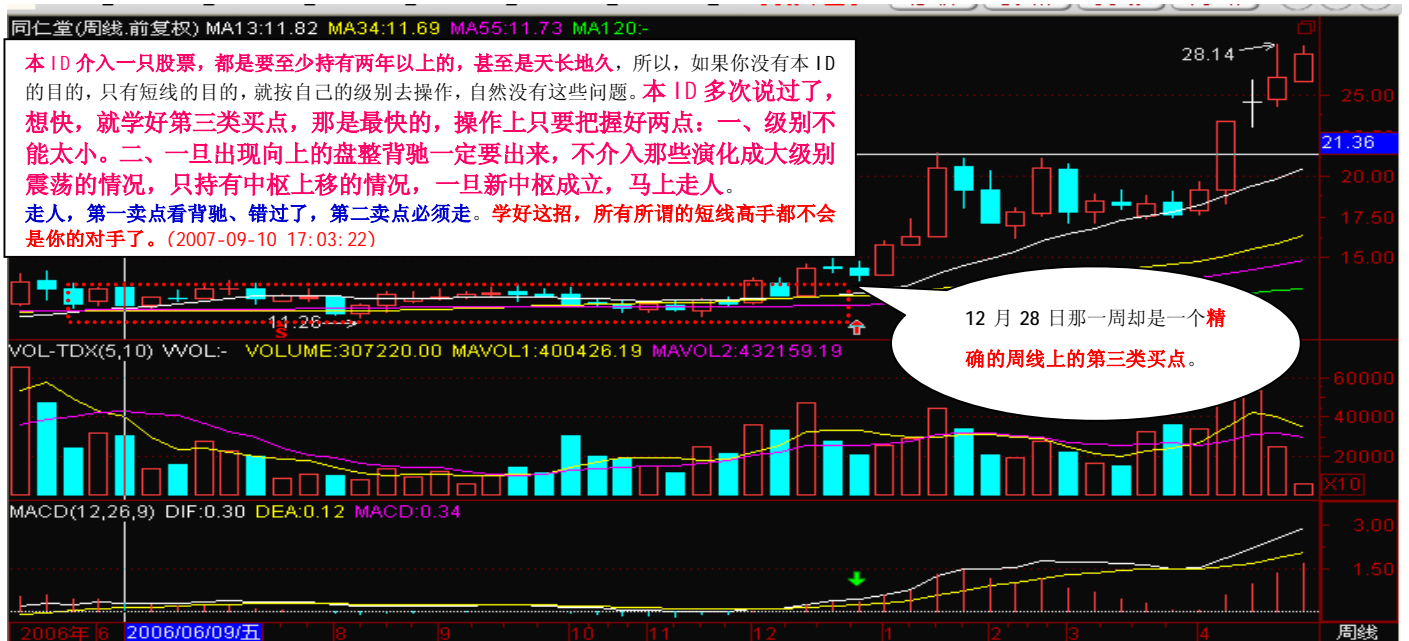 同仁堂(周线.前复权) MA13:11.82 MA34:11.69 MA55:11.73 MA120:-
本ID介入一只股票，都是要至少持有两年以上的，甚至是天长地久，所以，如果你没有本ID
的目的，只有短线的目的，就按自己的级别去操作，自然没有这些问题。本ID多次说过了，
想快，就学好第三类买点，那是最快的，操作上只要把握好两点：一、级别不
能太小。二、一旦出现向上的盘整背驰一定要出来，不介入那些演化成大级别
震荡的情况，只持有中枢上移的情况，一旦新中枢成立，马上走人。
走人，第一卖点看背驰、错过了，第二卖点必须走。学好这招，所有所谓的短线高手都不会
是你的对手了。(2007-09-10 17:03:22)
28.14
25.00
21.36
20.00
17.50
15.00
11.26
S
12 月 28 日那一周却是一个精
确的周线上的第三类买点。
VOL-TDX(5,10) VVOL:- VOLUME:307220.00 MAVOL1:400426.19 MAVOL2:432159.19
60000
40000
20000
X10
MACD(12,26,9) DIF:0.30 DEA:0.12 MACD:0.34
3.00
1.50
2006年 6 2006/06/09/五 8 9 10 11 12 1 2 3 4 周线